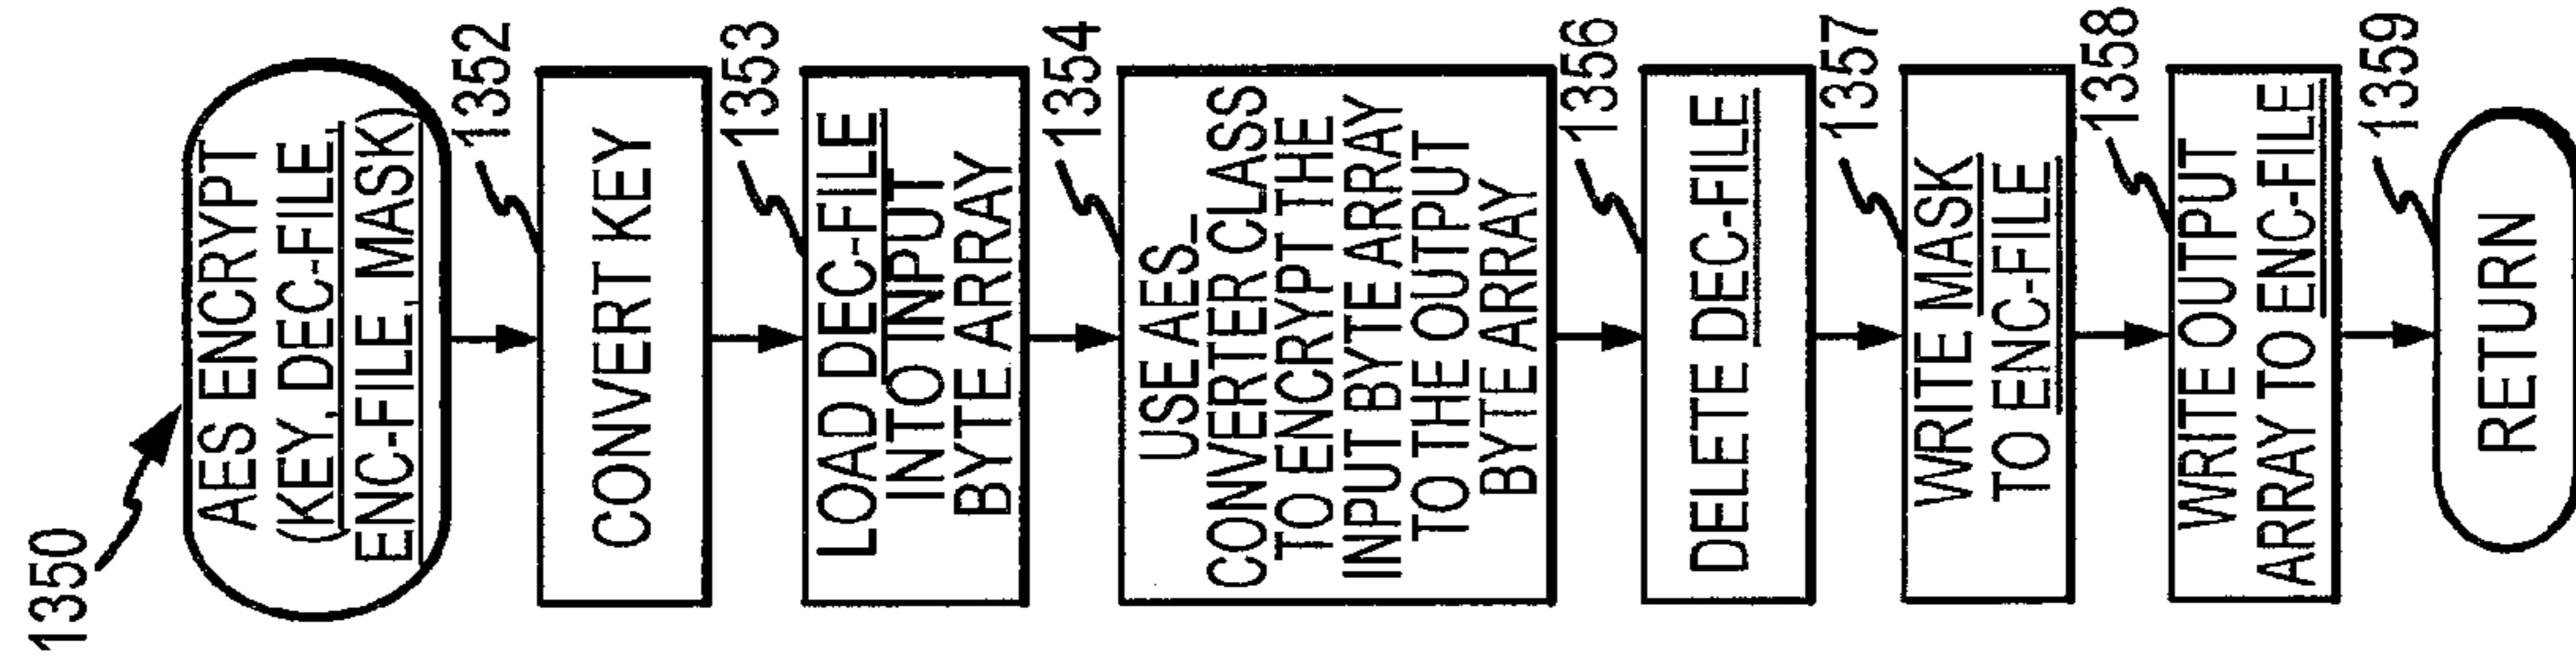 1350
AES ENCRYPT
(KEY, DEC-FILE,
ENC-FILE, MASK)
1352
CONVERT KEY
1353
LOAD DEC-FILE
INTO INPUT
BYTE ARRAY
1354
USE AES_
CONVERTER CLASS
TO ENCRYPT THE
INPUT BYTE ARRAY
TO THE OUTPUT
BYTE ARRAY
1356
DELETE DEC-FILE
1357
WRITE MASK
TO ENC-FILE
1358
WRITE OUTPUT
ARRAY TO ENC-FILE
1359
RETURN